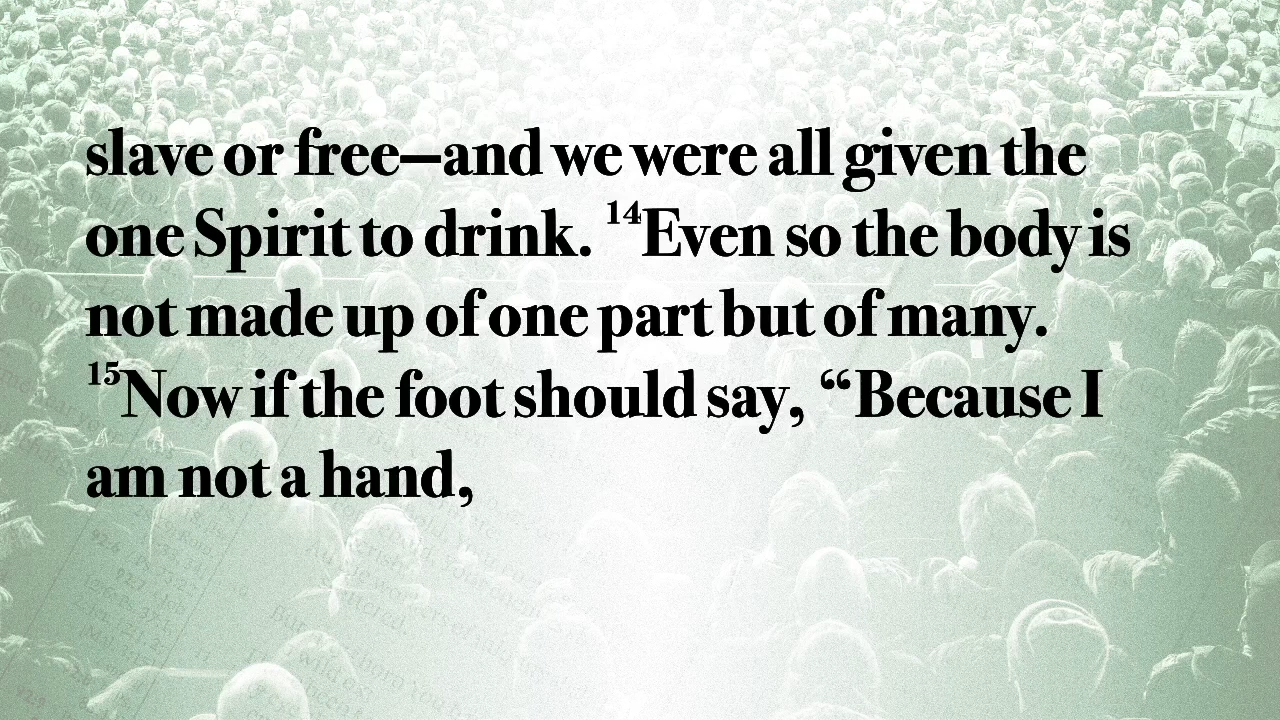 slave or free—and we were all given the
one Spirit to drink. 14Even so the body is
not made up of one part but of many.
15Now if the foot should say, “Because I
am not a hand,